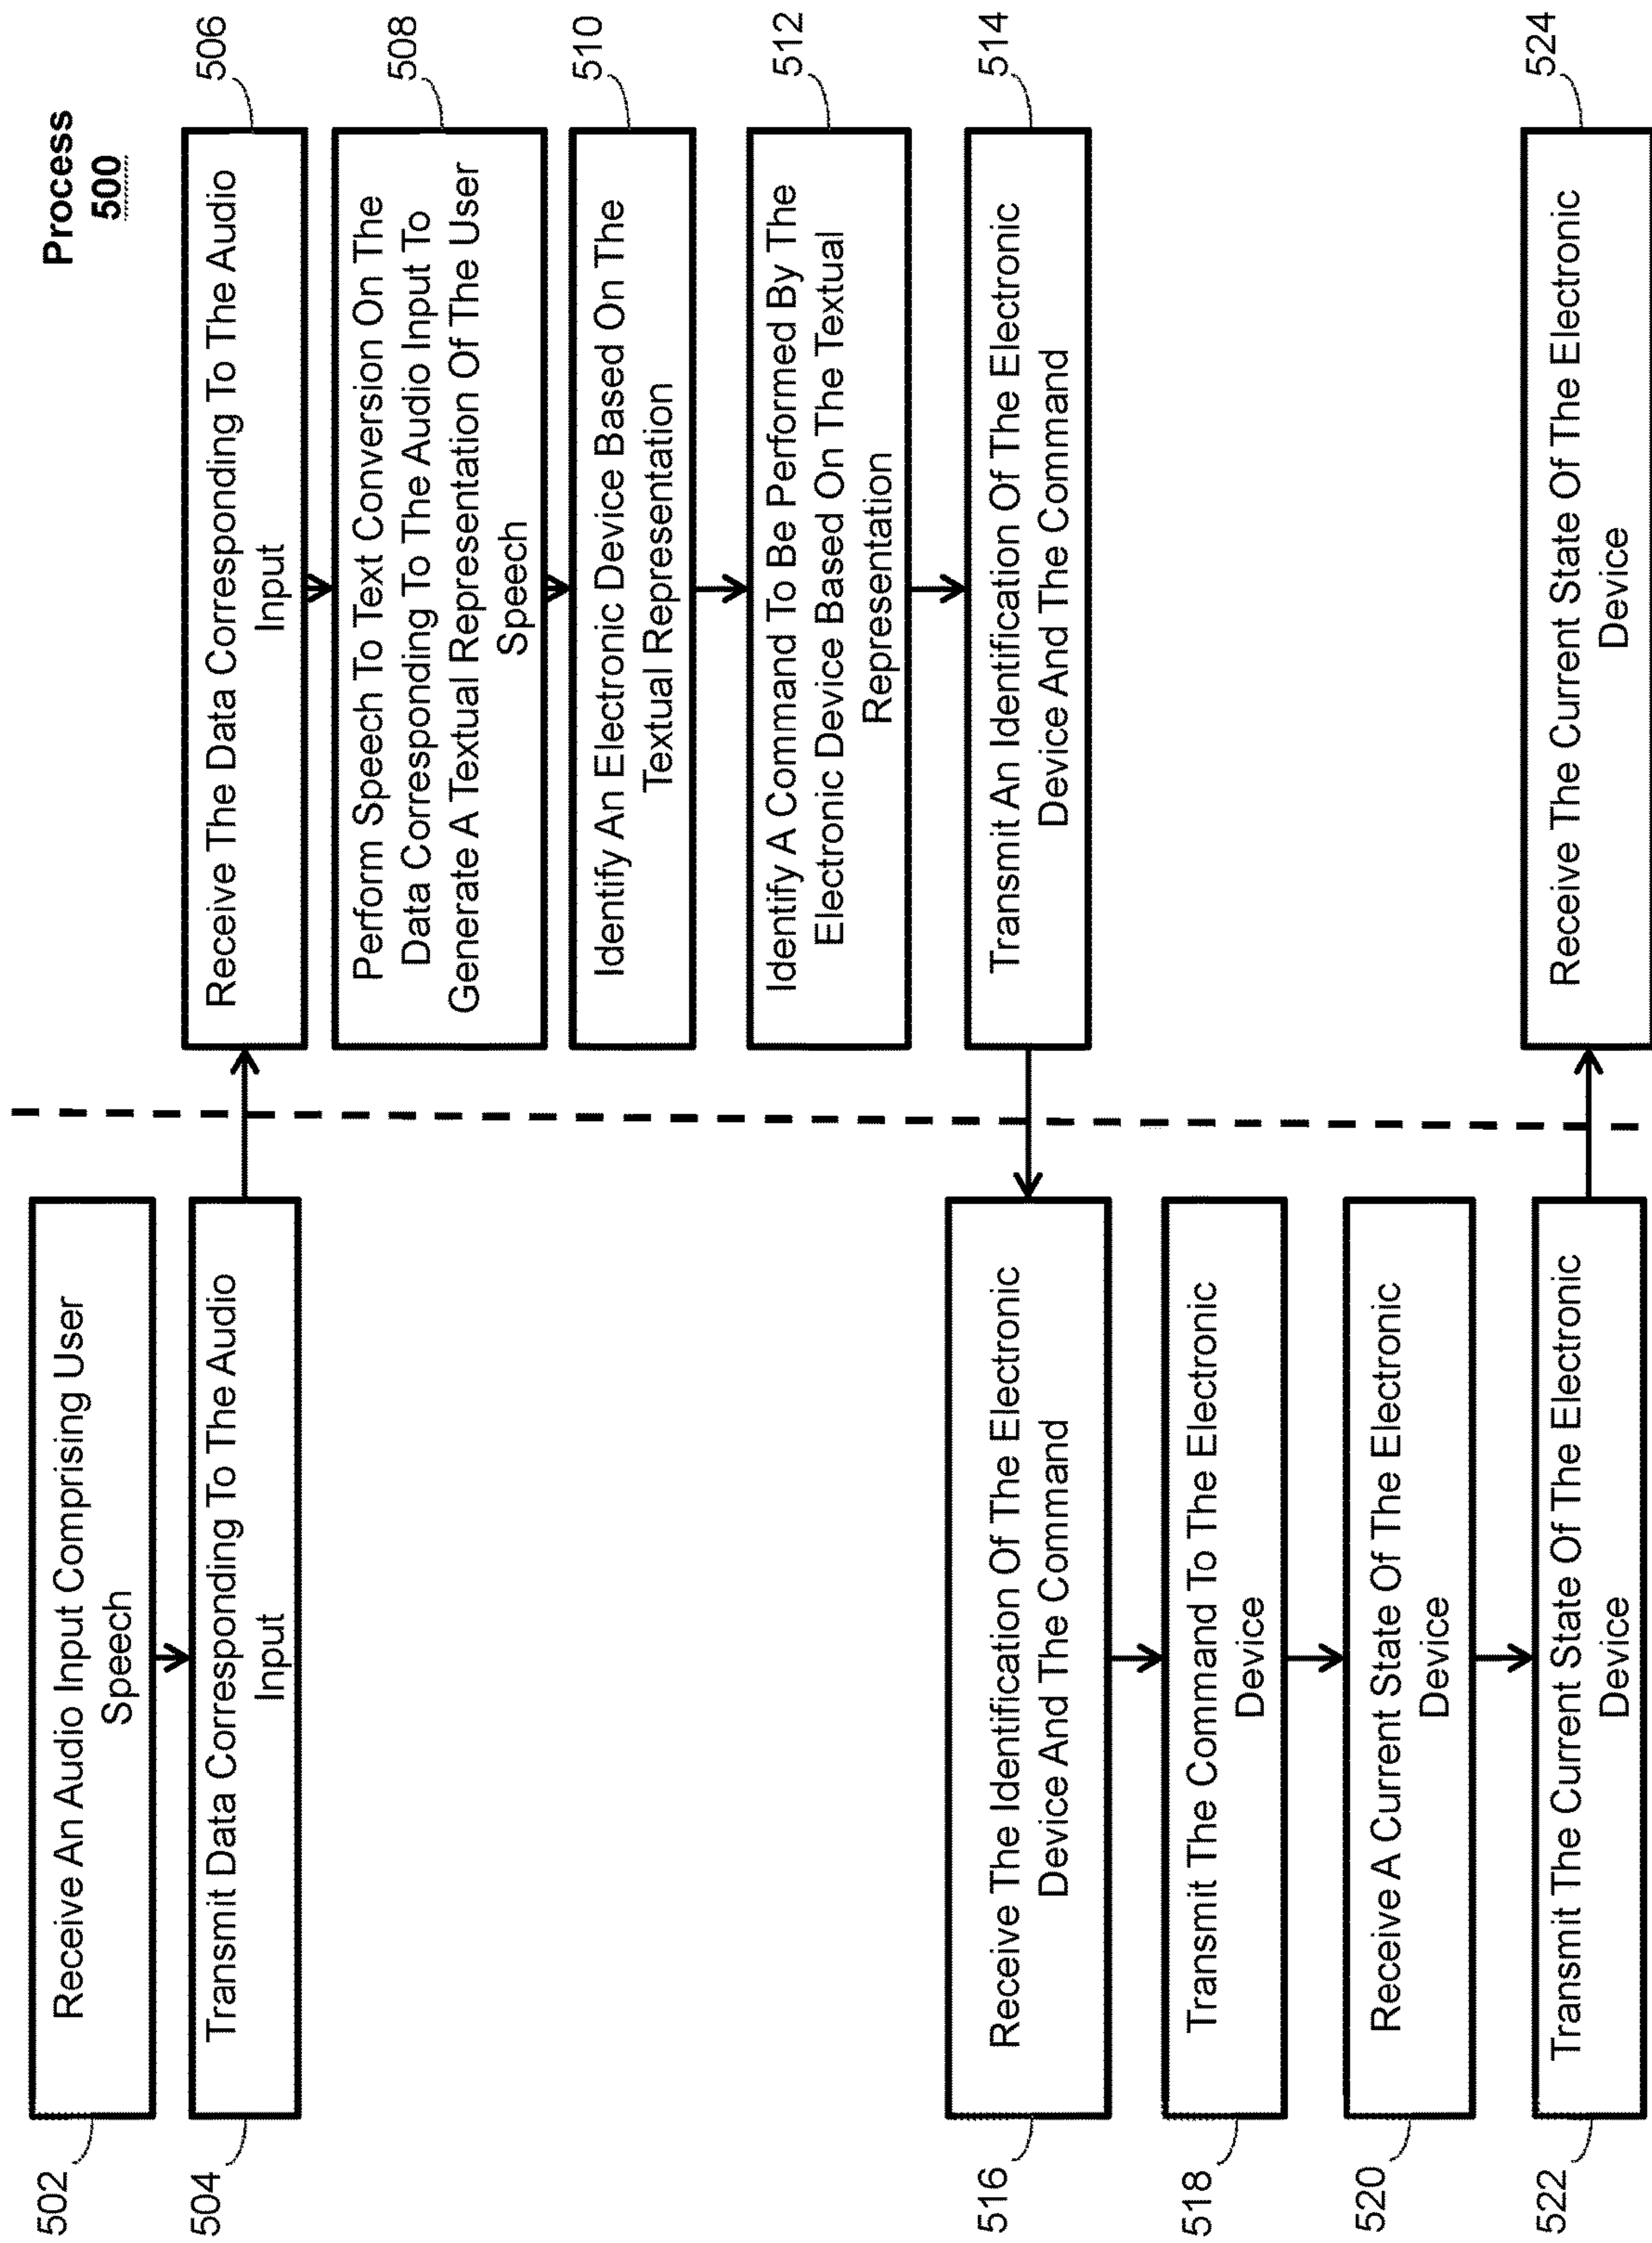 Process
500
502
Receive An Audio Input Comprising User
Speech
504
Transmit Data Corresponding To The Audio
Input
506
Receive The Data Corresponding To The Audio
Input
508
Perform Speech To Text Conversion On The
Data Corresponding To The Audio Input To
Generate A Textual Representation Of The User
Speech
510
Identify An Electronic Device Based On The
Textual Representation
512
Identify A Command To Be Performed By The
Electronic Device Based On The Textual
Representation
514
Transmit An Identification Of The Electronic
Device And The Command
516
Receive The Identification Of The Electronic
Device And The Command
518
Transmit The Command To The Electronic
Device
520
Receive A Current State Of The Electronic
Device
522
Transmit The Current State Of The Electronic
Device
524
Receive The Current State Of The Electronic
Device